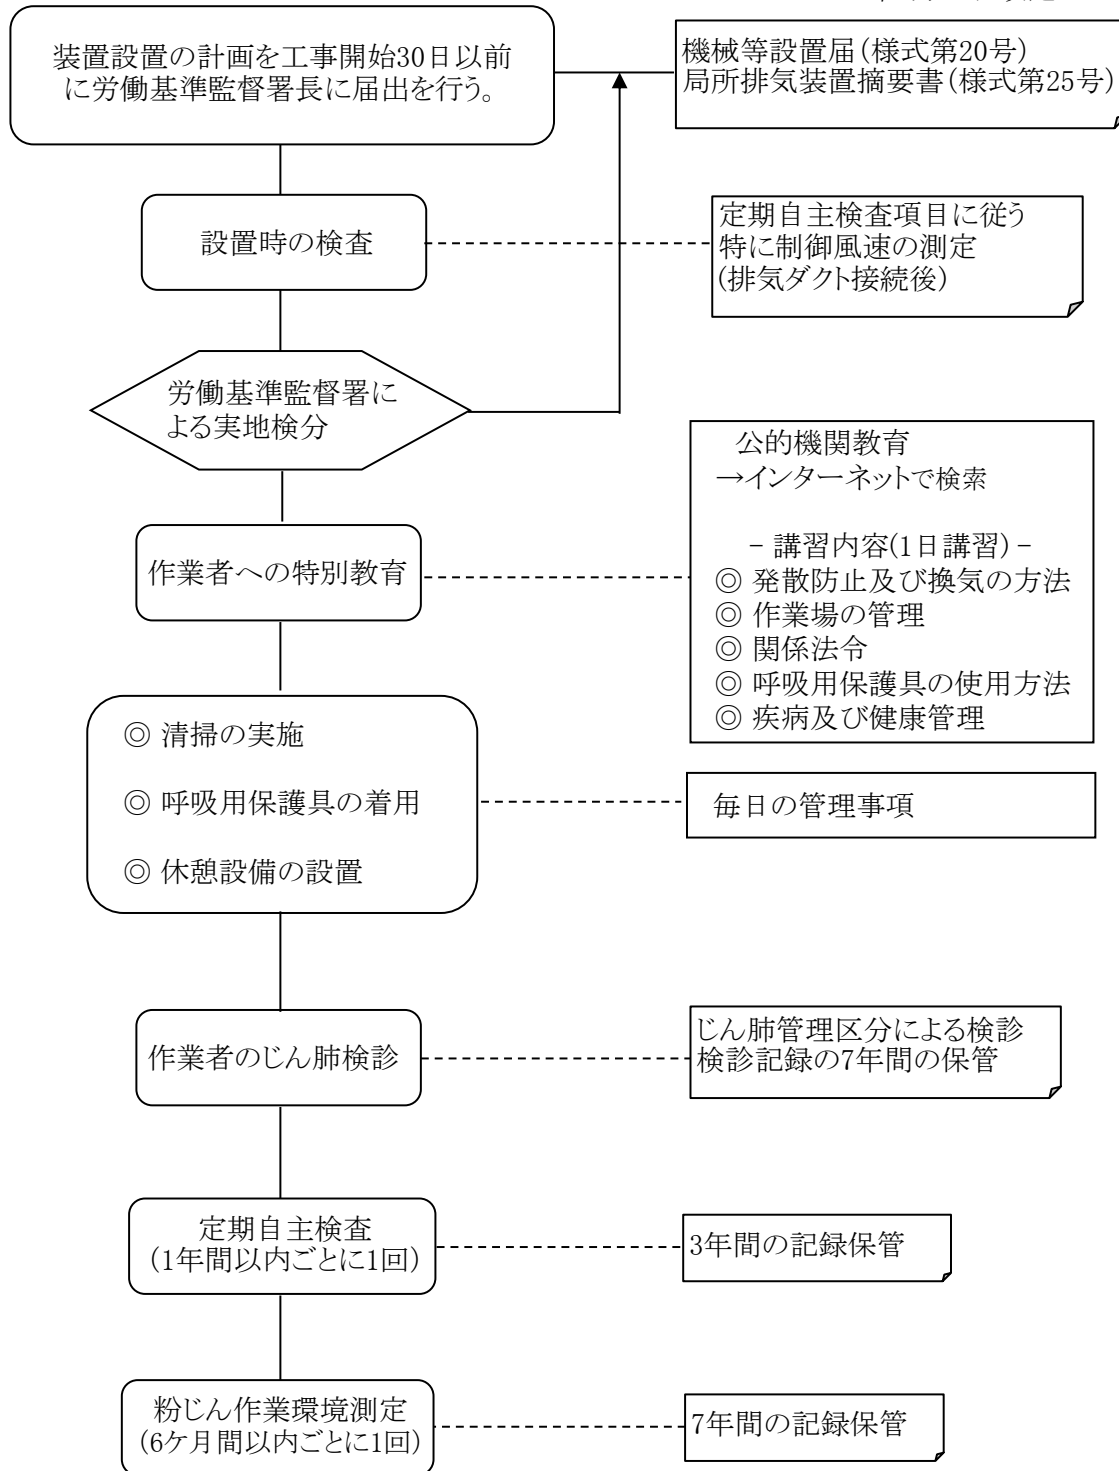 装置設置の計画を工事開始30日以前
に労働基準監督署長に届出を行う。
機械等設置届(様式第20号)
局所排気装置摘要書(様式第25号)
設置時の検査
定期自主検査項目に従う
特に制御風速の測定
(排気ダクト接続後)
労働基準監督署に
よる実地検分
公的機関教育
→インターネットで検索
- 講習内容(1日講習) -
◎ 発散防止及び換気の方法
◎ 作業場の管理
◎ 関係法令
◎ 呼吸用保護具の使用方法
◎ 疾病及び健康管理
作業者への特別教育
◎ 清掃の実施
◎ 呼吸用保護具の着用
◎ 休憩設備の設置
毎日の管理事項
作業者のじん肺検診
じん肺管理区分による検診
検診記録の7年間の保管
定期自主検査
(1年間以内ごとに1回)
3年間の記録保管
粉じん作業環境測定
(6ケ月間以内ごとに1回)
7年間の記録保管